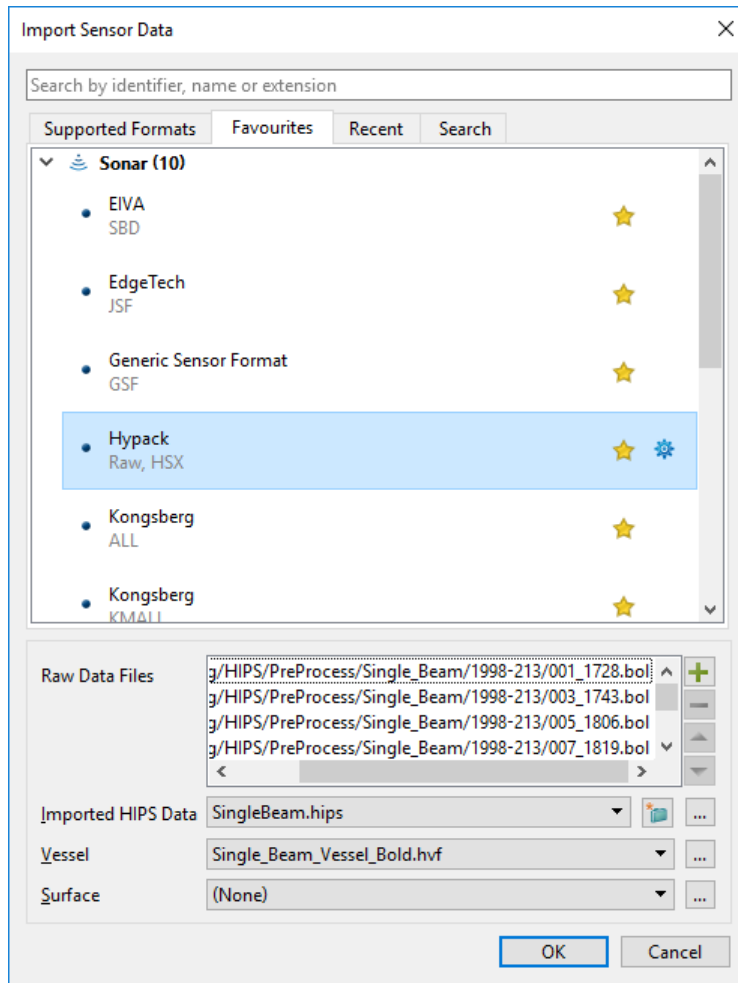 Import Sensor Data
Search by identifier, name or extension
Supported Formats Favourites Recent Search
Sonar (10)
EIVA
SBD
EdgeTech
JSF
Generic Sensor Format
GSF
Hypack
Raw, HSX
Kongsberg
ALL
Kongsberg
KMALL
Raw Data Files
g/HIPS/PreProcess/Single_Beam/1998-213/001_1728.bol
g/HIPS/PreProcess/Single_Beam/1998-213/003_1743.bol
g/HIPS/PreProcess/Single_Beam/1998-213/005_1806.bol
g/HIPS/PreProcess/Single_Beam/1998-213/007_1819.bol
Imported HIPS Data SingleBeam.hips ...
Vessel Single_Beam_Vessel_Bold.hvf ...
Surface (None) ...
OK Cancel